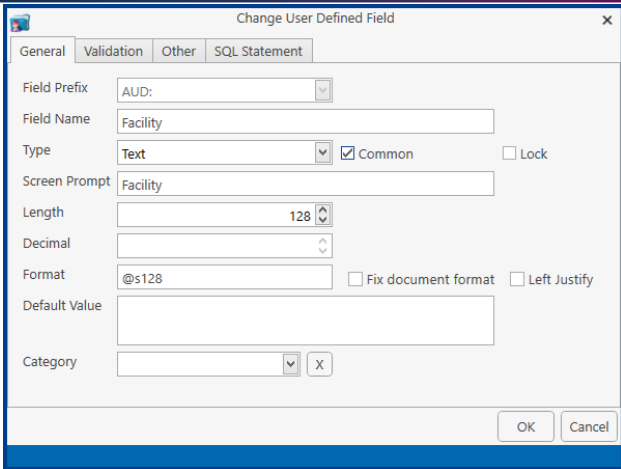 Change User Defined Field
General Validation Other SQL Statement
Field Prefix AUD:
Field Name Facility
Type Text Common Lock
Screen Prompt Facility
Length 128
Decimal
Format @s128 Fix document format Left Justify
Default Value
Category X
OK Cancel